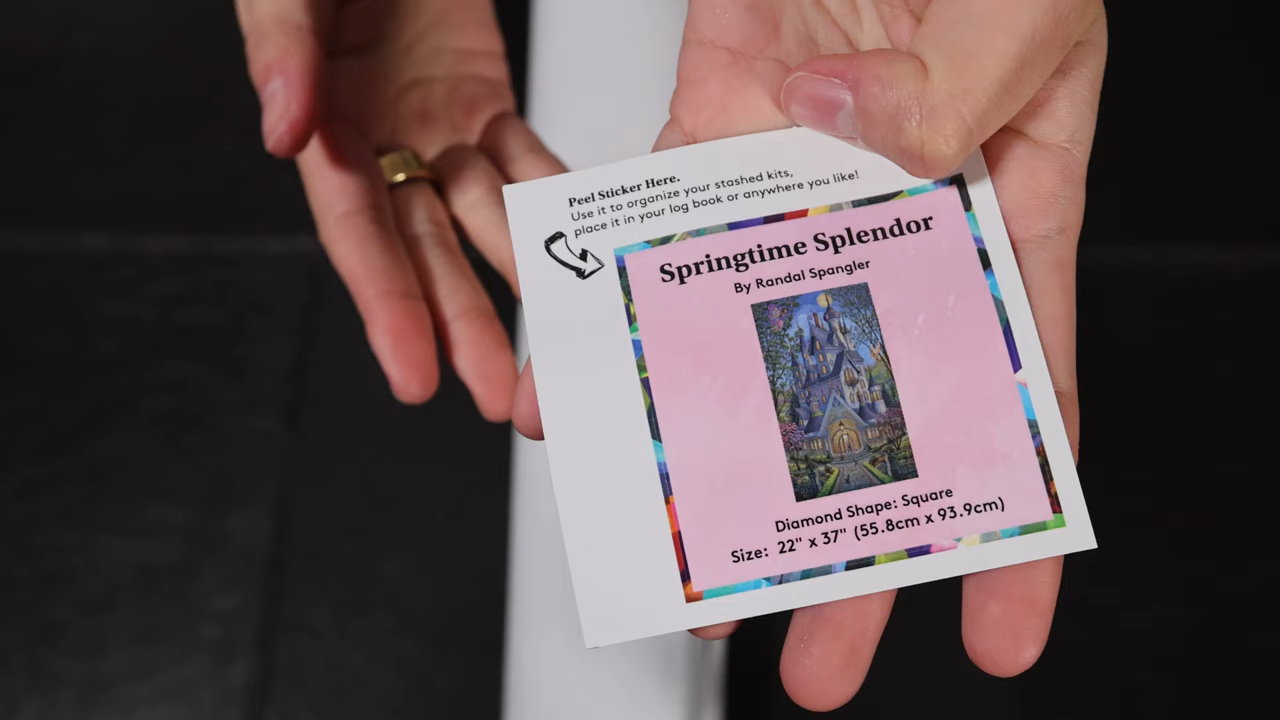 Peel Sticker Here.
Use it to organize your stashed kits,
place it in your log book or anywhere you like!
Springtime Splendor
By Randal Spangler
Diamond Shape: Square
Size: 22" x 37" (55.8cm x 93.9cm)